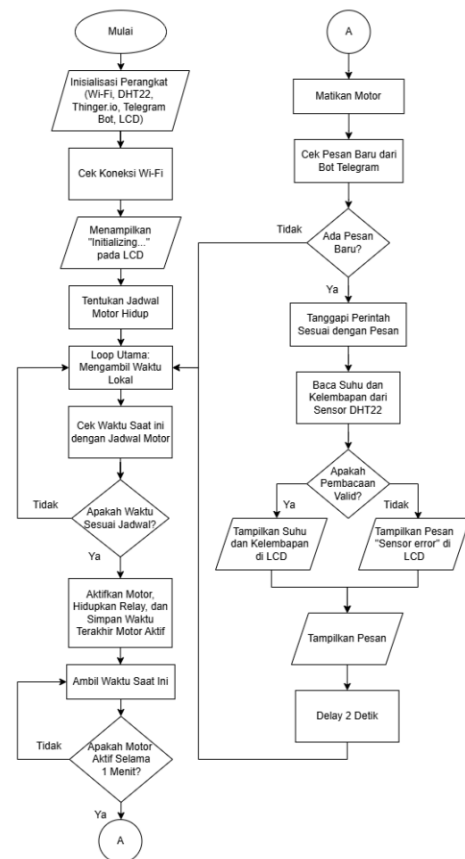 Mulai
Inisialisasi Perangkat
(Wi-Fi, DHT22,
Thinger.io, Telegram
Bot, LCD)
Cek Koneksi Wi-Fi
Menampilkan
"Initializing..."
pada LCD
Tentukan Jadwal
Motor Hidup
Loop Utama:
Mengambil Waktu
Lokal
Cek Waktu Saat ini
dengan Jadwal Motor
Tidak
Apakah Waktu
Sesuai Jadwal?
Ya
Aktifkan Motor,
Hidupkan Relay, dan
Simpan Waktu
Terakhir Motor Aktif
Ambil Waktu Saat Ini
Tidak
Apakah Motor
Aktif Selama
1 Menit?
Ya
A
A
Matikan Motor
Cek Pesan Baru dari
Bot Telegram
Tidak
Ada Pesan
Baru?
Ya
Tanggapi Perintah
Sesuai dengan Pesan
Baca Suhu dan
Kelembapan dari
Sensor DHT22
Apakah
Pembacaan
Valid?
Ya
Tidak
Tampilkan Suhu
dan Kelembapan
di LCD
Tampilkan Pesan
"Sensor error" di
LCD
Tampilkan Pesan
Delay 2 Detik